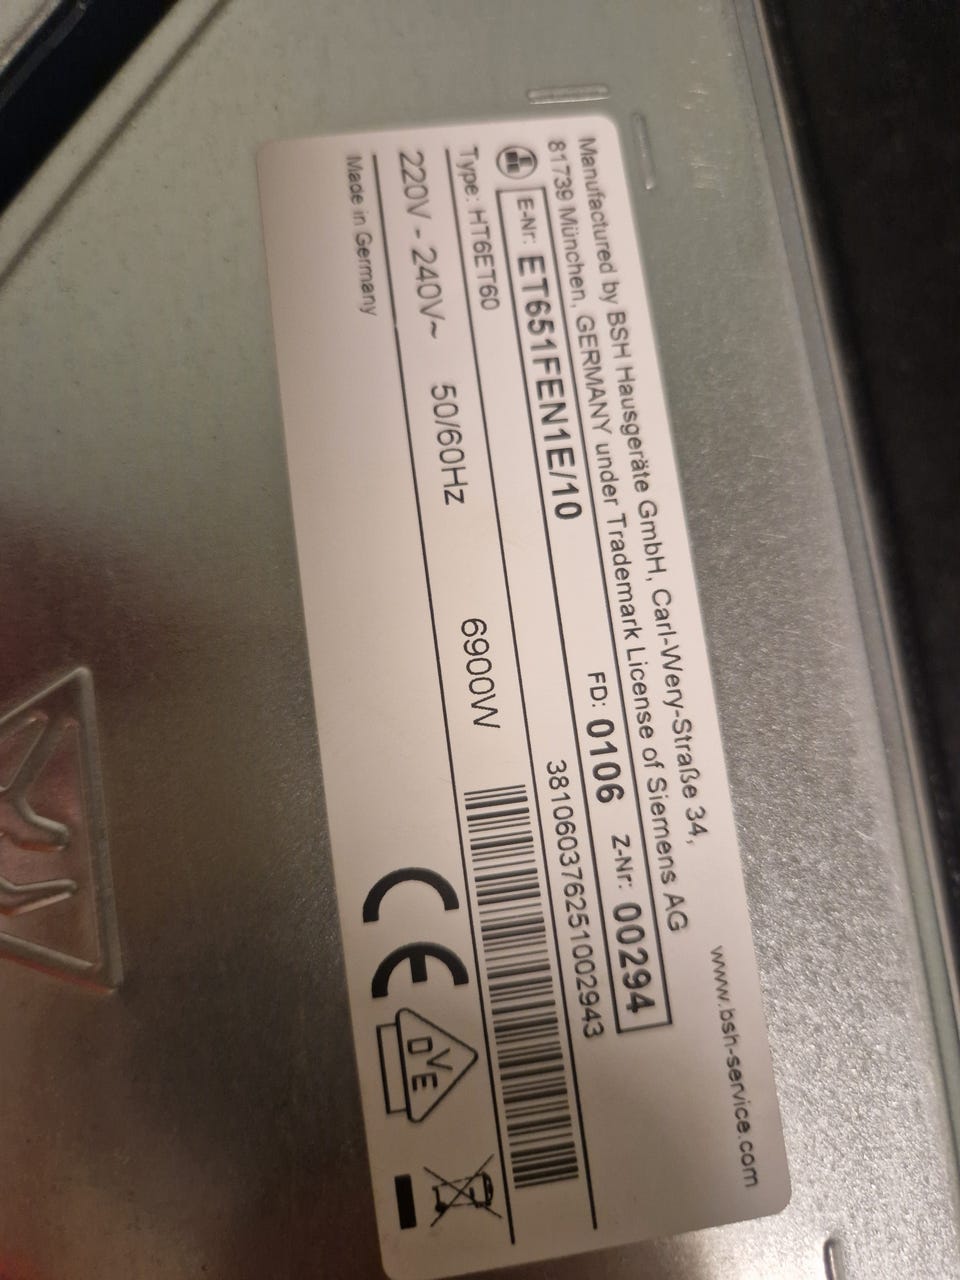 Manufactured by BSH Hausgeräte GmbH, Carl-Wery-Straße 34,
81739 München, GERMANY under Trademark License of Siemens AG
www.bsh-service.com
E-Nr: ET651FEN1E/10 FD: 0106 Z-Nr: 00294
Type: HT6ET60 381060376251002943
220V - 240V~ 50/60Hz 6900W
Made in Germany
CE
DVE